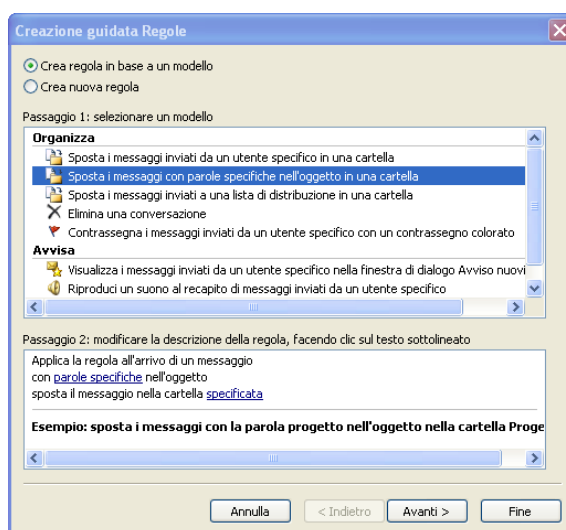 Creazione guidata Regole
Crea regola in base a un modello
Crea nuova regola
Passaggio 1: selezionare un modello
Organizza
Sposta i messaggi inviati da un utente specifico in una cartella
Sposta i messaggi con parole specifiche nell'oggetto in una cartella
Sposta i messaggi inviati a una lista di distribuzione in una cartella
Elimina una conversazione
Contrassegna i messaggi inviati da un utente specifico con un contrassegno colorato
Avvisa
Visualizza i messaggi inviati da un utente specifico nella finestra di dialogo Avviso nuovi
Riproduci un suono al recapito di messaggi inviati da un utente specifico
Passaggio 2: modificare la descrizione della regola, facendo clic sul testo sottolineato
Applica la regola all'arrivo di un messaggio
con parole specifiche nell'oggetto
sposta il messaggio nella cartella specificata
Esempio: sposta i messaggi con la parola progetto nell'oggetto nella cartella Proge
Annulla < Indietro Avanti > Fine